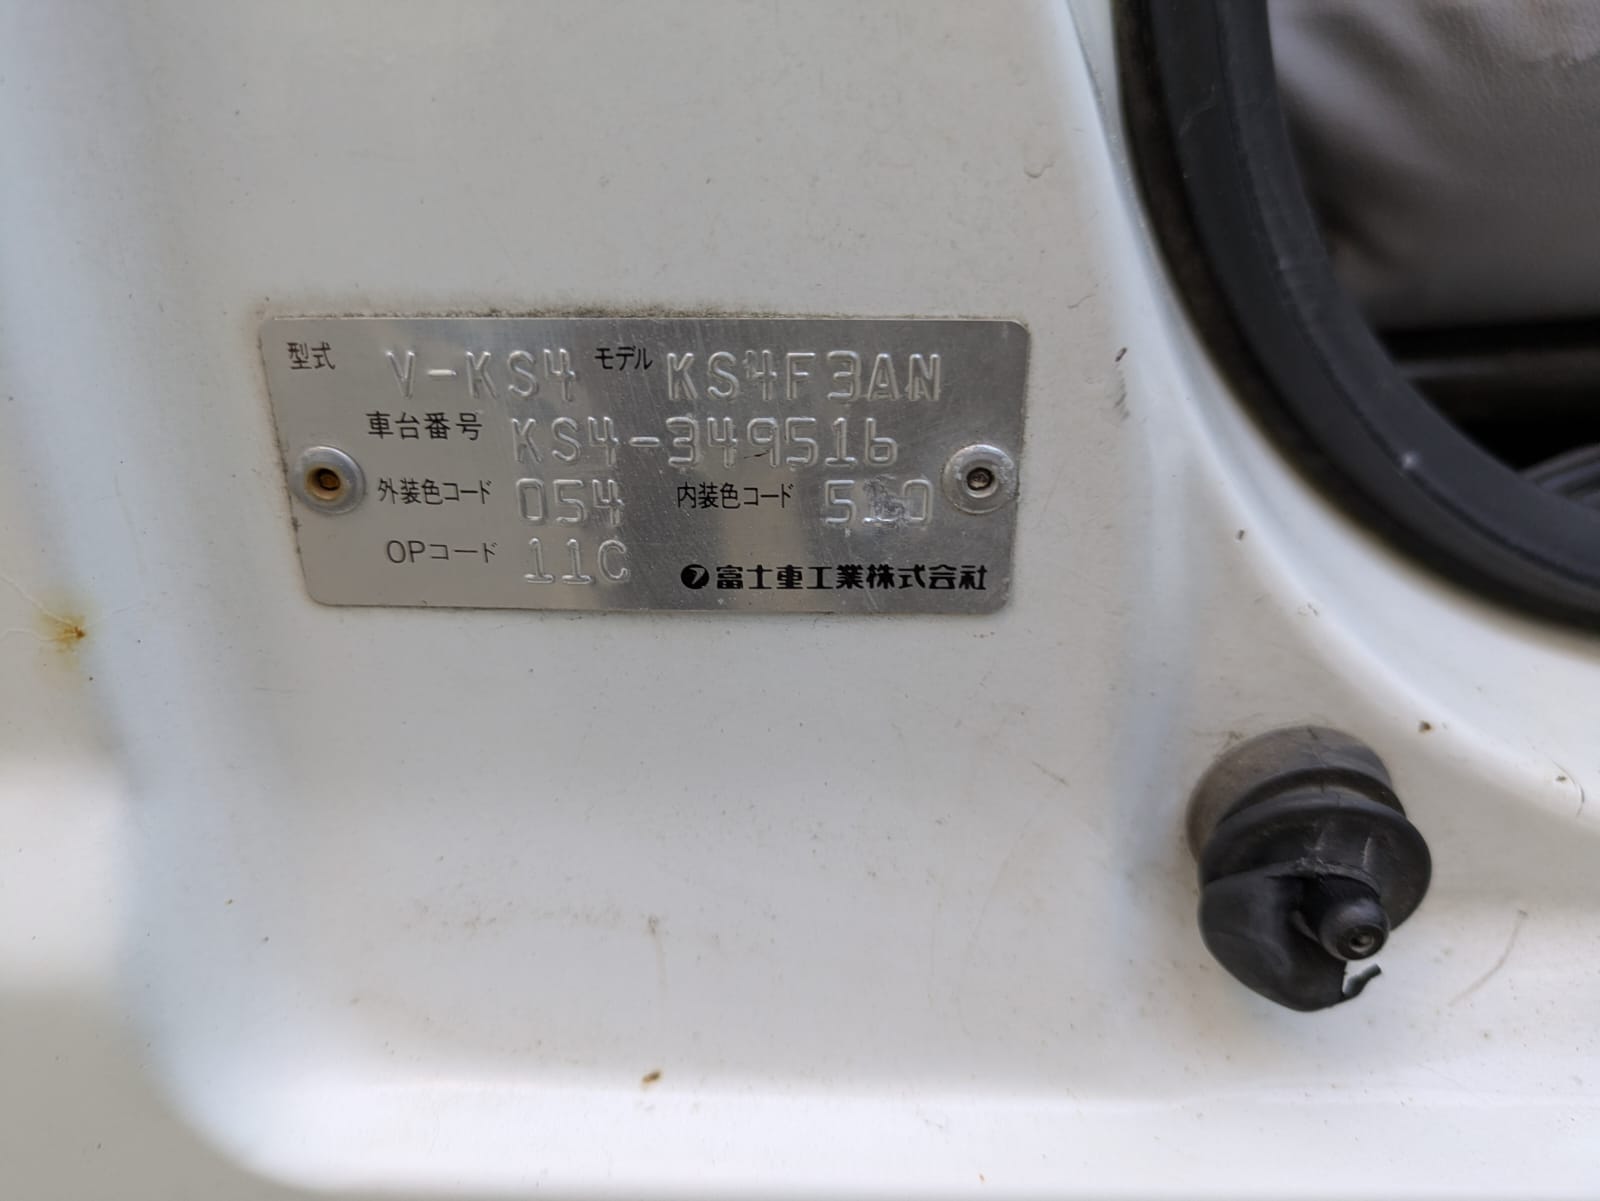 型式 V-KS4 モデル KS4F3AN
車台番号 KS4-349516
外装色コード 054 内装色コード 510
OPコード 11C フ富士重工業株式会社